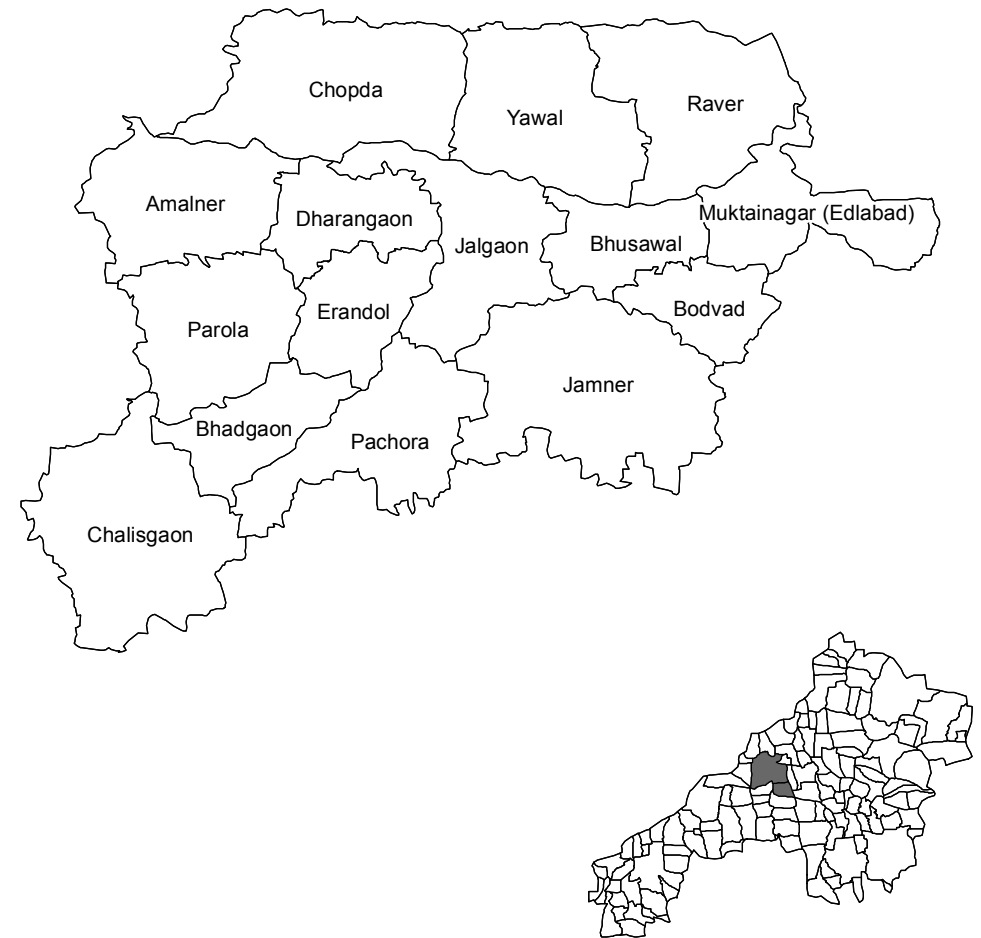 Chopda
Yawal
Raver
Amalner
Dharangaon
Jalgaon
Bhusawal
Muktainagar (Edlabad)
Parola
Erandol
Bodvad
Jamner
Bhadgaon
Pachora
Chalisgaon